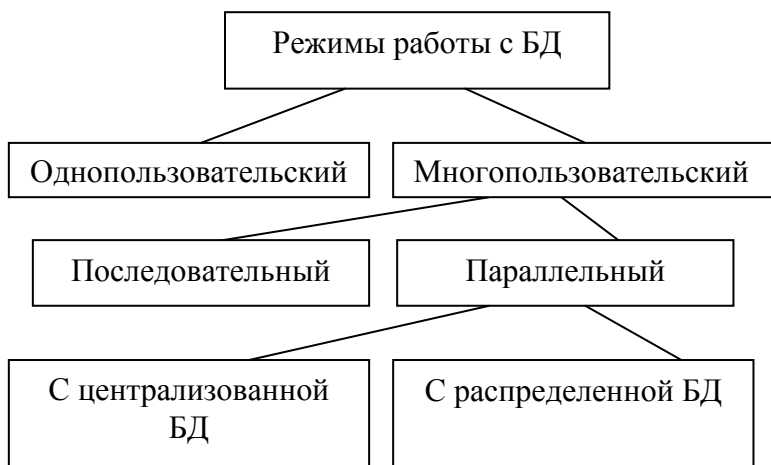 Режимы работы с БД
Однопользовательский
Многопользовательский
Последовательный
Параллельный
С централизованной
БД
С распределенной БД